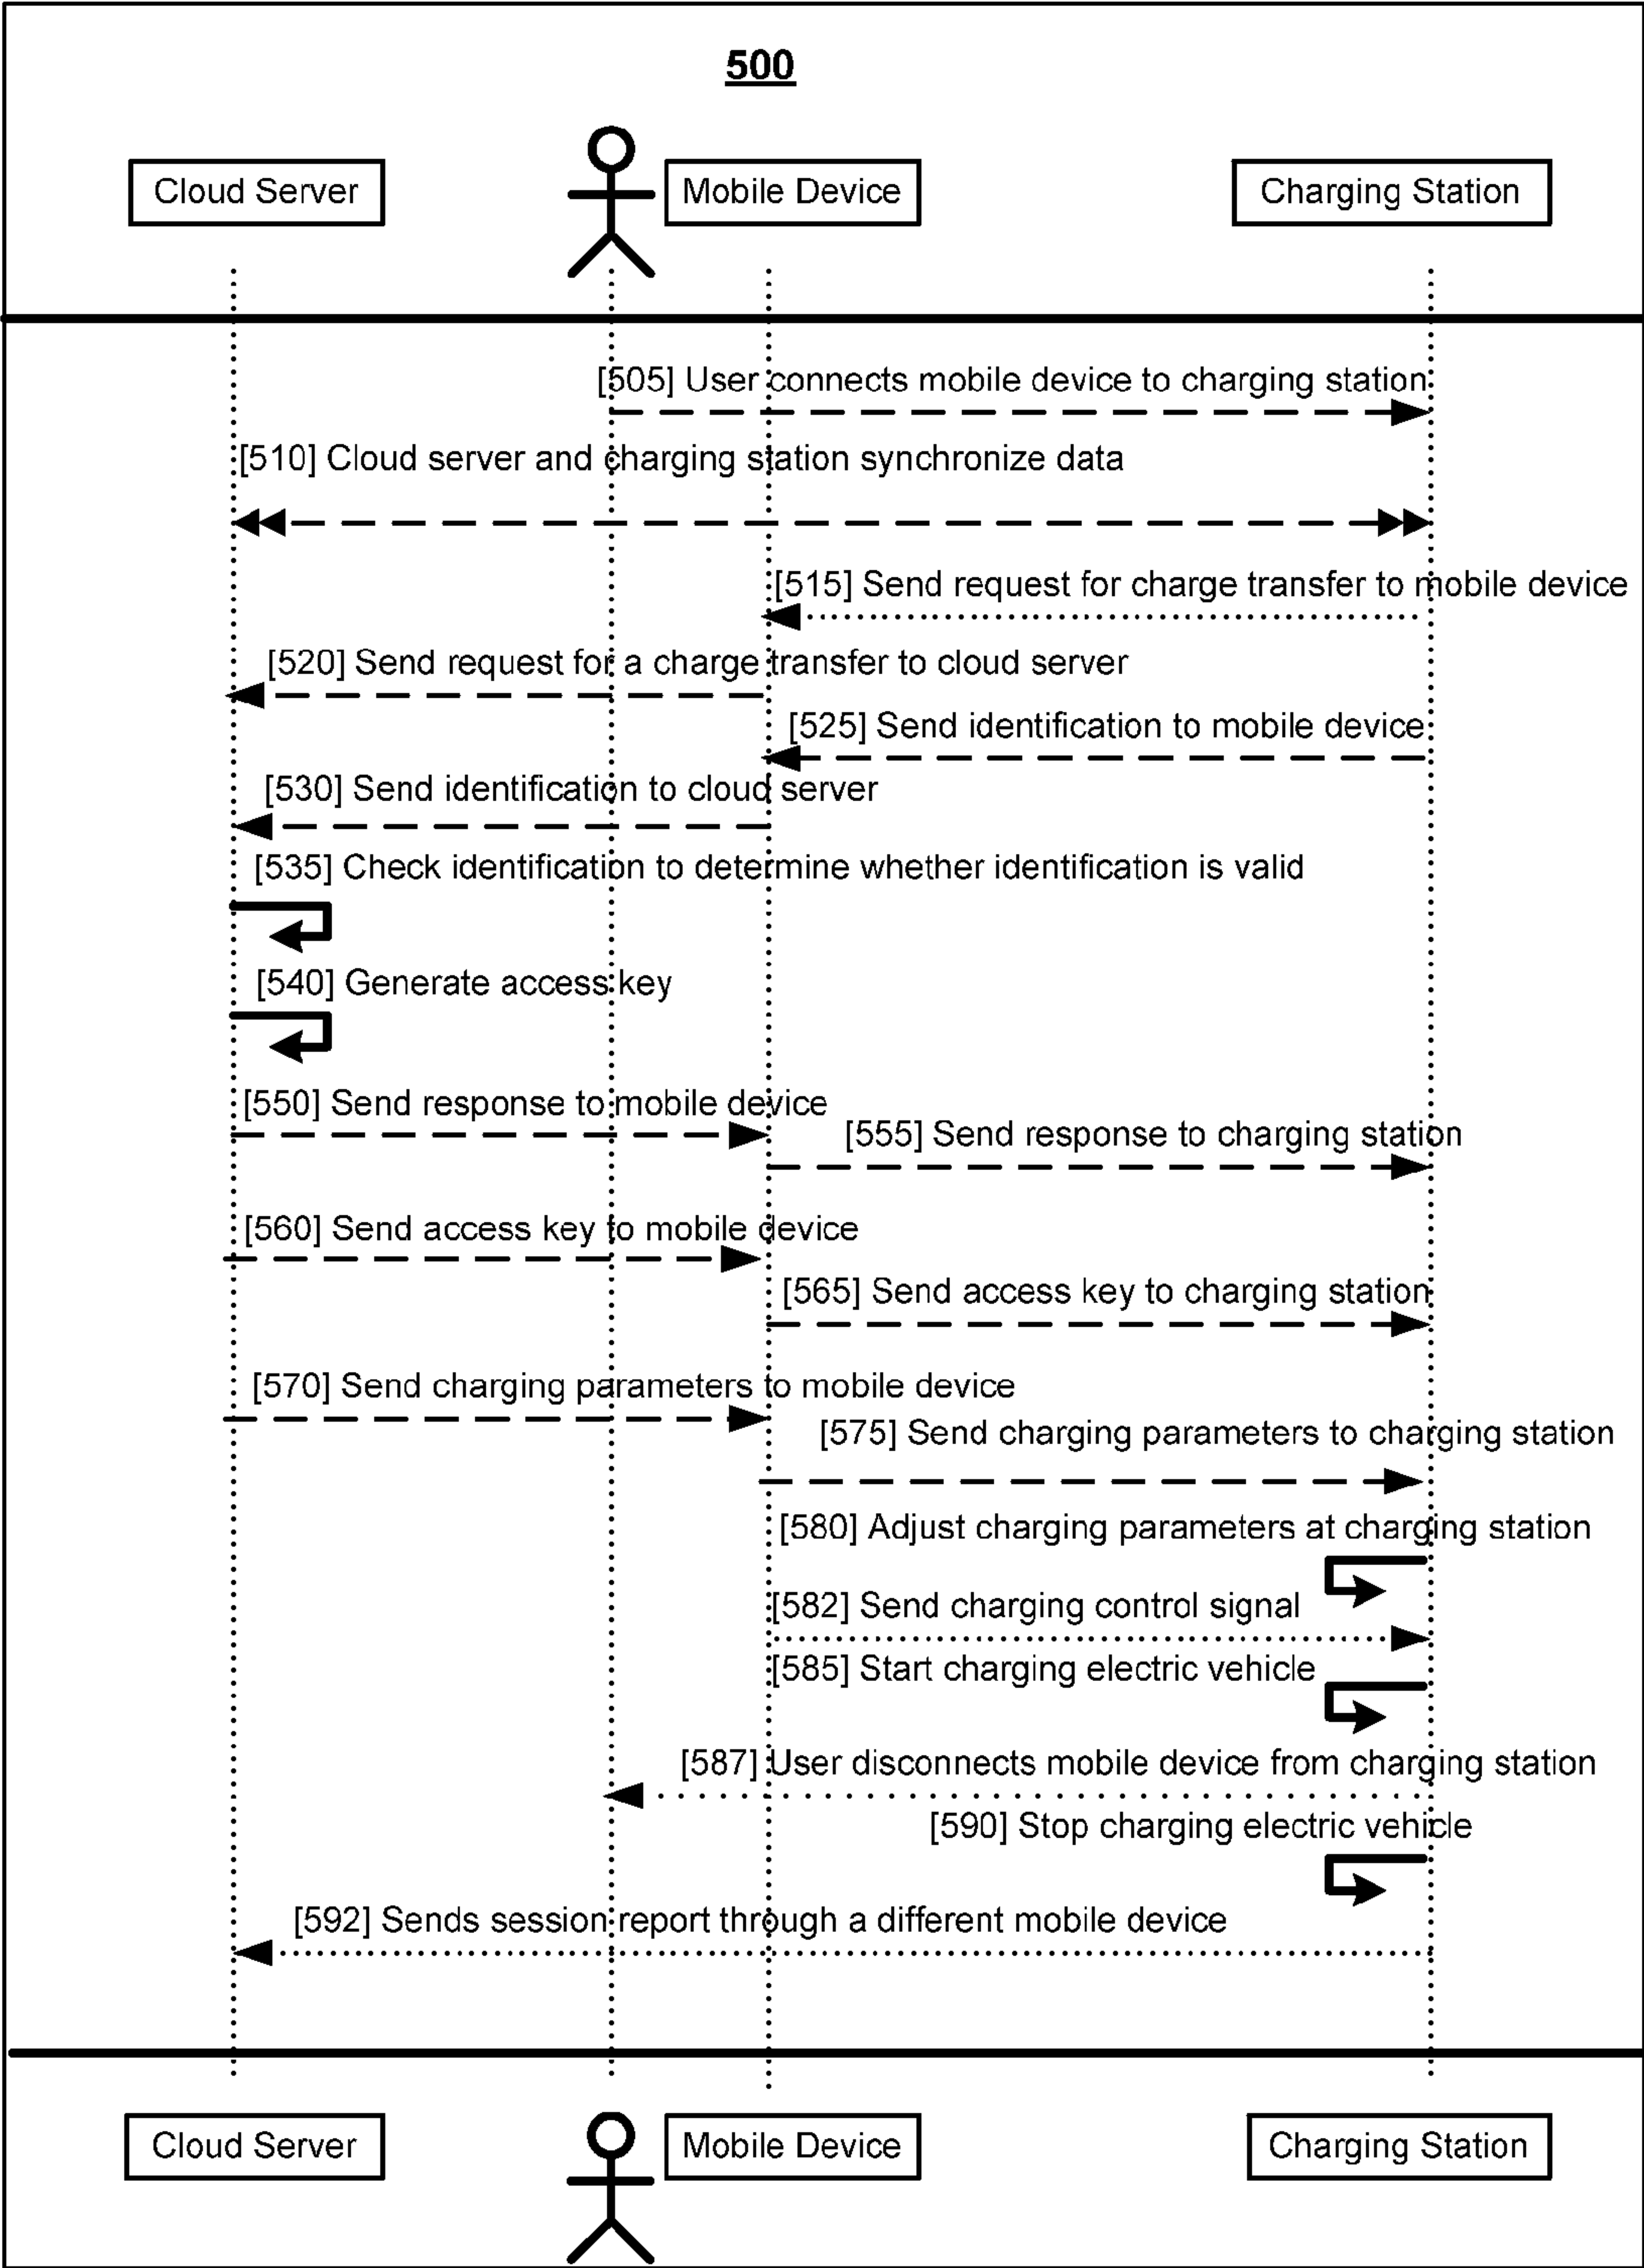 500
Cloud Server
Mobile Device
Charging Station
[505] User connects mobile device to charging station
[510] Cloud server and charging station synchronize data
[515] Send request for charge transfer to mobile device
[520] Send request for a charge transfer to cloud server
[525] Send identification to mobile device
[530] Send identification to cloud server
[535] Check identification to determine whether identification is valid
[540] Generate access key
[550] Send response to mobile device
[555] Send response to charging station
[560] Send access key to mobile device
[565] Send access key to charging station
[570] Send charging parameters to mobile device
[575] Send charging parameters to charging station
[580] Adjust charging parameters at charging station
[582] Send charging control signal
[585] Start charging electric vehicle
[587] User disconnects mobile device from charging station
[590] Stop charging electric vehicle
[592] Sends session report through a different mobile device
Cloud Server
Mobile Device
Charging Station